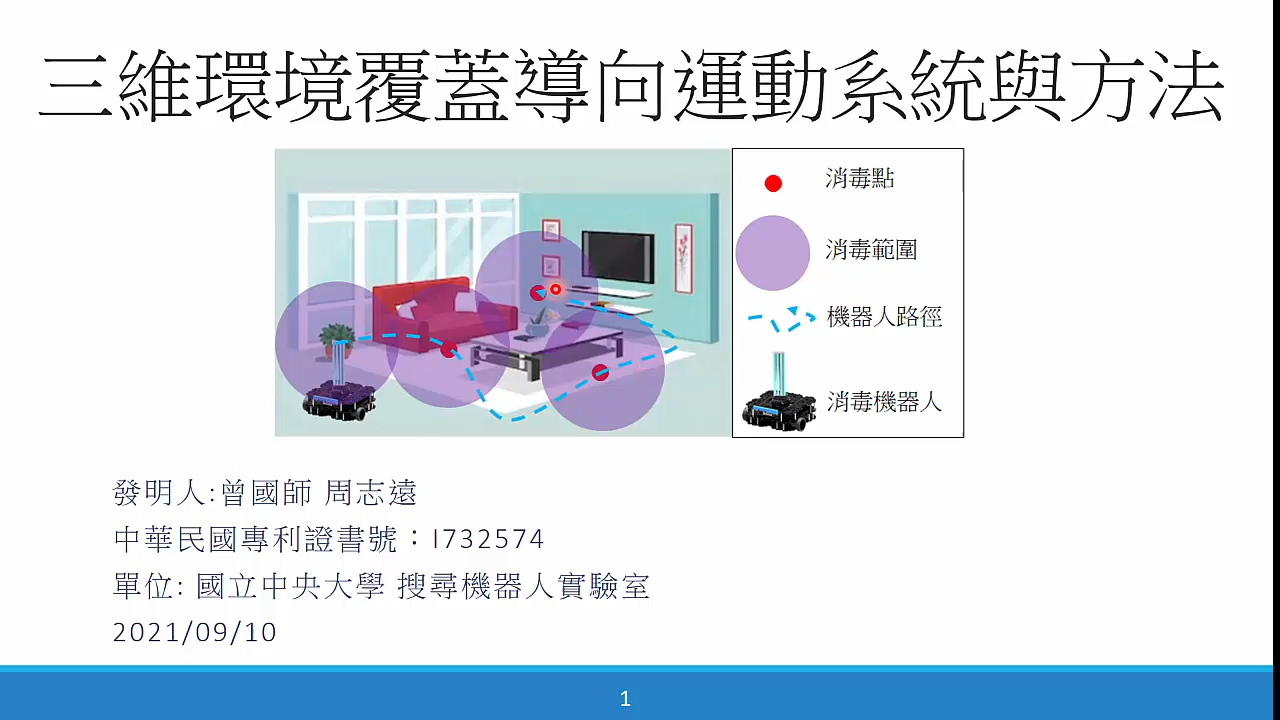 三維環境覆蓋導向運動系統與方法
消毒點
消毒範圍
機器人路徑
消毒機器人
發明人:曾國師 周志遠
中華民國專利證書號：I732574
單位: 國立中央大學 搜尋機器人實驗室
2021/09/10
1